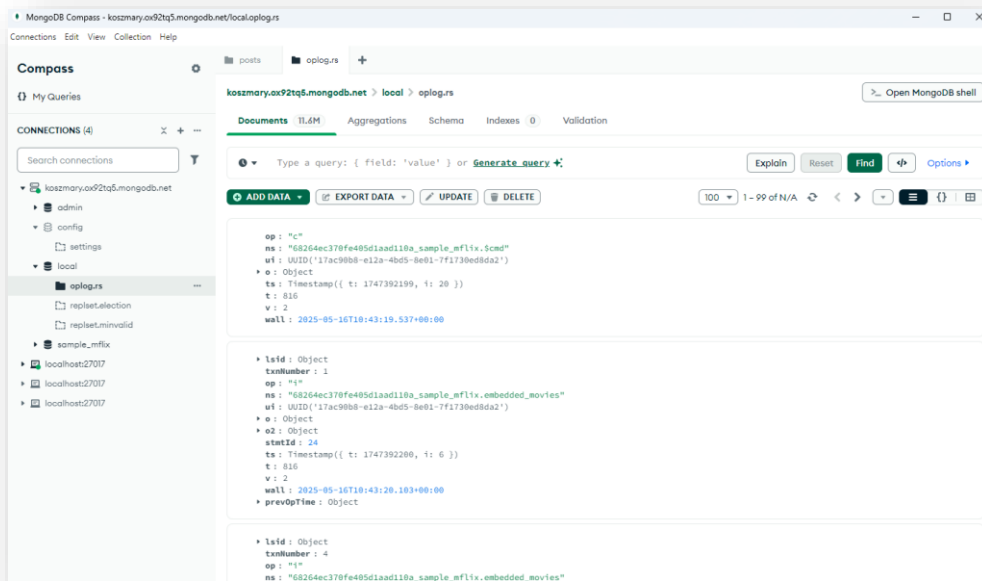 MongoDB Compass - koszmary.ox92tq5.mongodb.net/local.oplog.rs
Connections Edit View Collection Help
Compass
{} My Queries
CONNECTIONS (4)
Search connections
koszmary.ox92tq5.mongodb.net
admin
config
settings
local
oplog.rs
replset.election
replset.minvalid
sample_mflix
localhost:27017
localhost:27017
localhost:27017
posts
oplog.rs
koszmary.ox92tq5.mongodb.net > local > oplog.rs
>_ Open MongoDB shell
Documents 11.6M Aggregations Schema Indexes 0 Validation
Type a query: { field: 'value' } or Generate query
Explain Reset Find </> Options
ADD DATA EXPORT DATA UPDATE DELETE
100 1 – 99 of N/A {}
op : "c"
ns : "68264ec370fe405d1aad110a_sample_mflix.$cmd"
ui : UUID('17ac90b8-e12a-4bd5-8e01-7f1730ed8da2')
o : Object
ts : Timestamp({ t: 1747392199, i: 20 })
t : 816
v : 2
wall : 2025-05-16T10:43:19.537+00:00
lsid : Object
txnNumber : 1
op : "i"
ns : "68264ec370fe405d1aad110a_sample_mflix.embedded_movies"
ui : UUID('17ac90b8-e12a-4bd5-8e01-7f1730ed8da2')
o : Object
o2 : Object
stmtId : 24
ts : Timestamp({ t: 1747392200, i: 6 })
t : 816
v : 2
wall : 2025-05-16T10:43:20.103+00:00
prevOpTime : Object
lsid : Object
txnNumber : 4
op : "i"
ns : "68264ec370fe405d1aad110a_sample_mflix.embedded_movies"